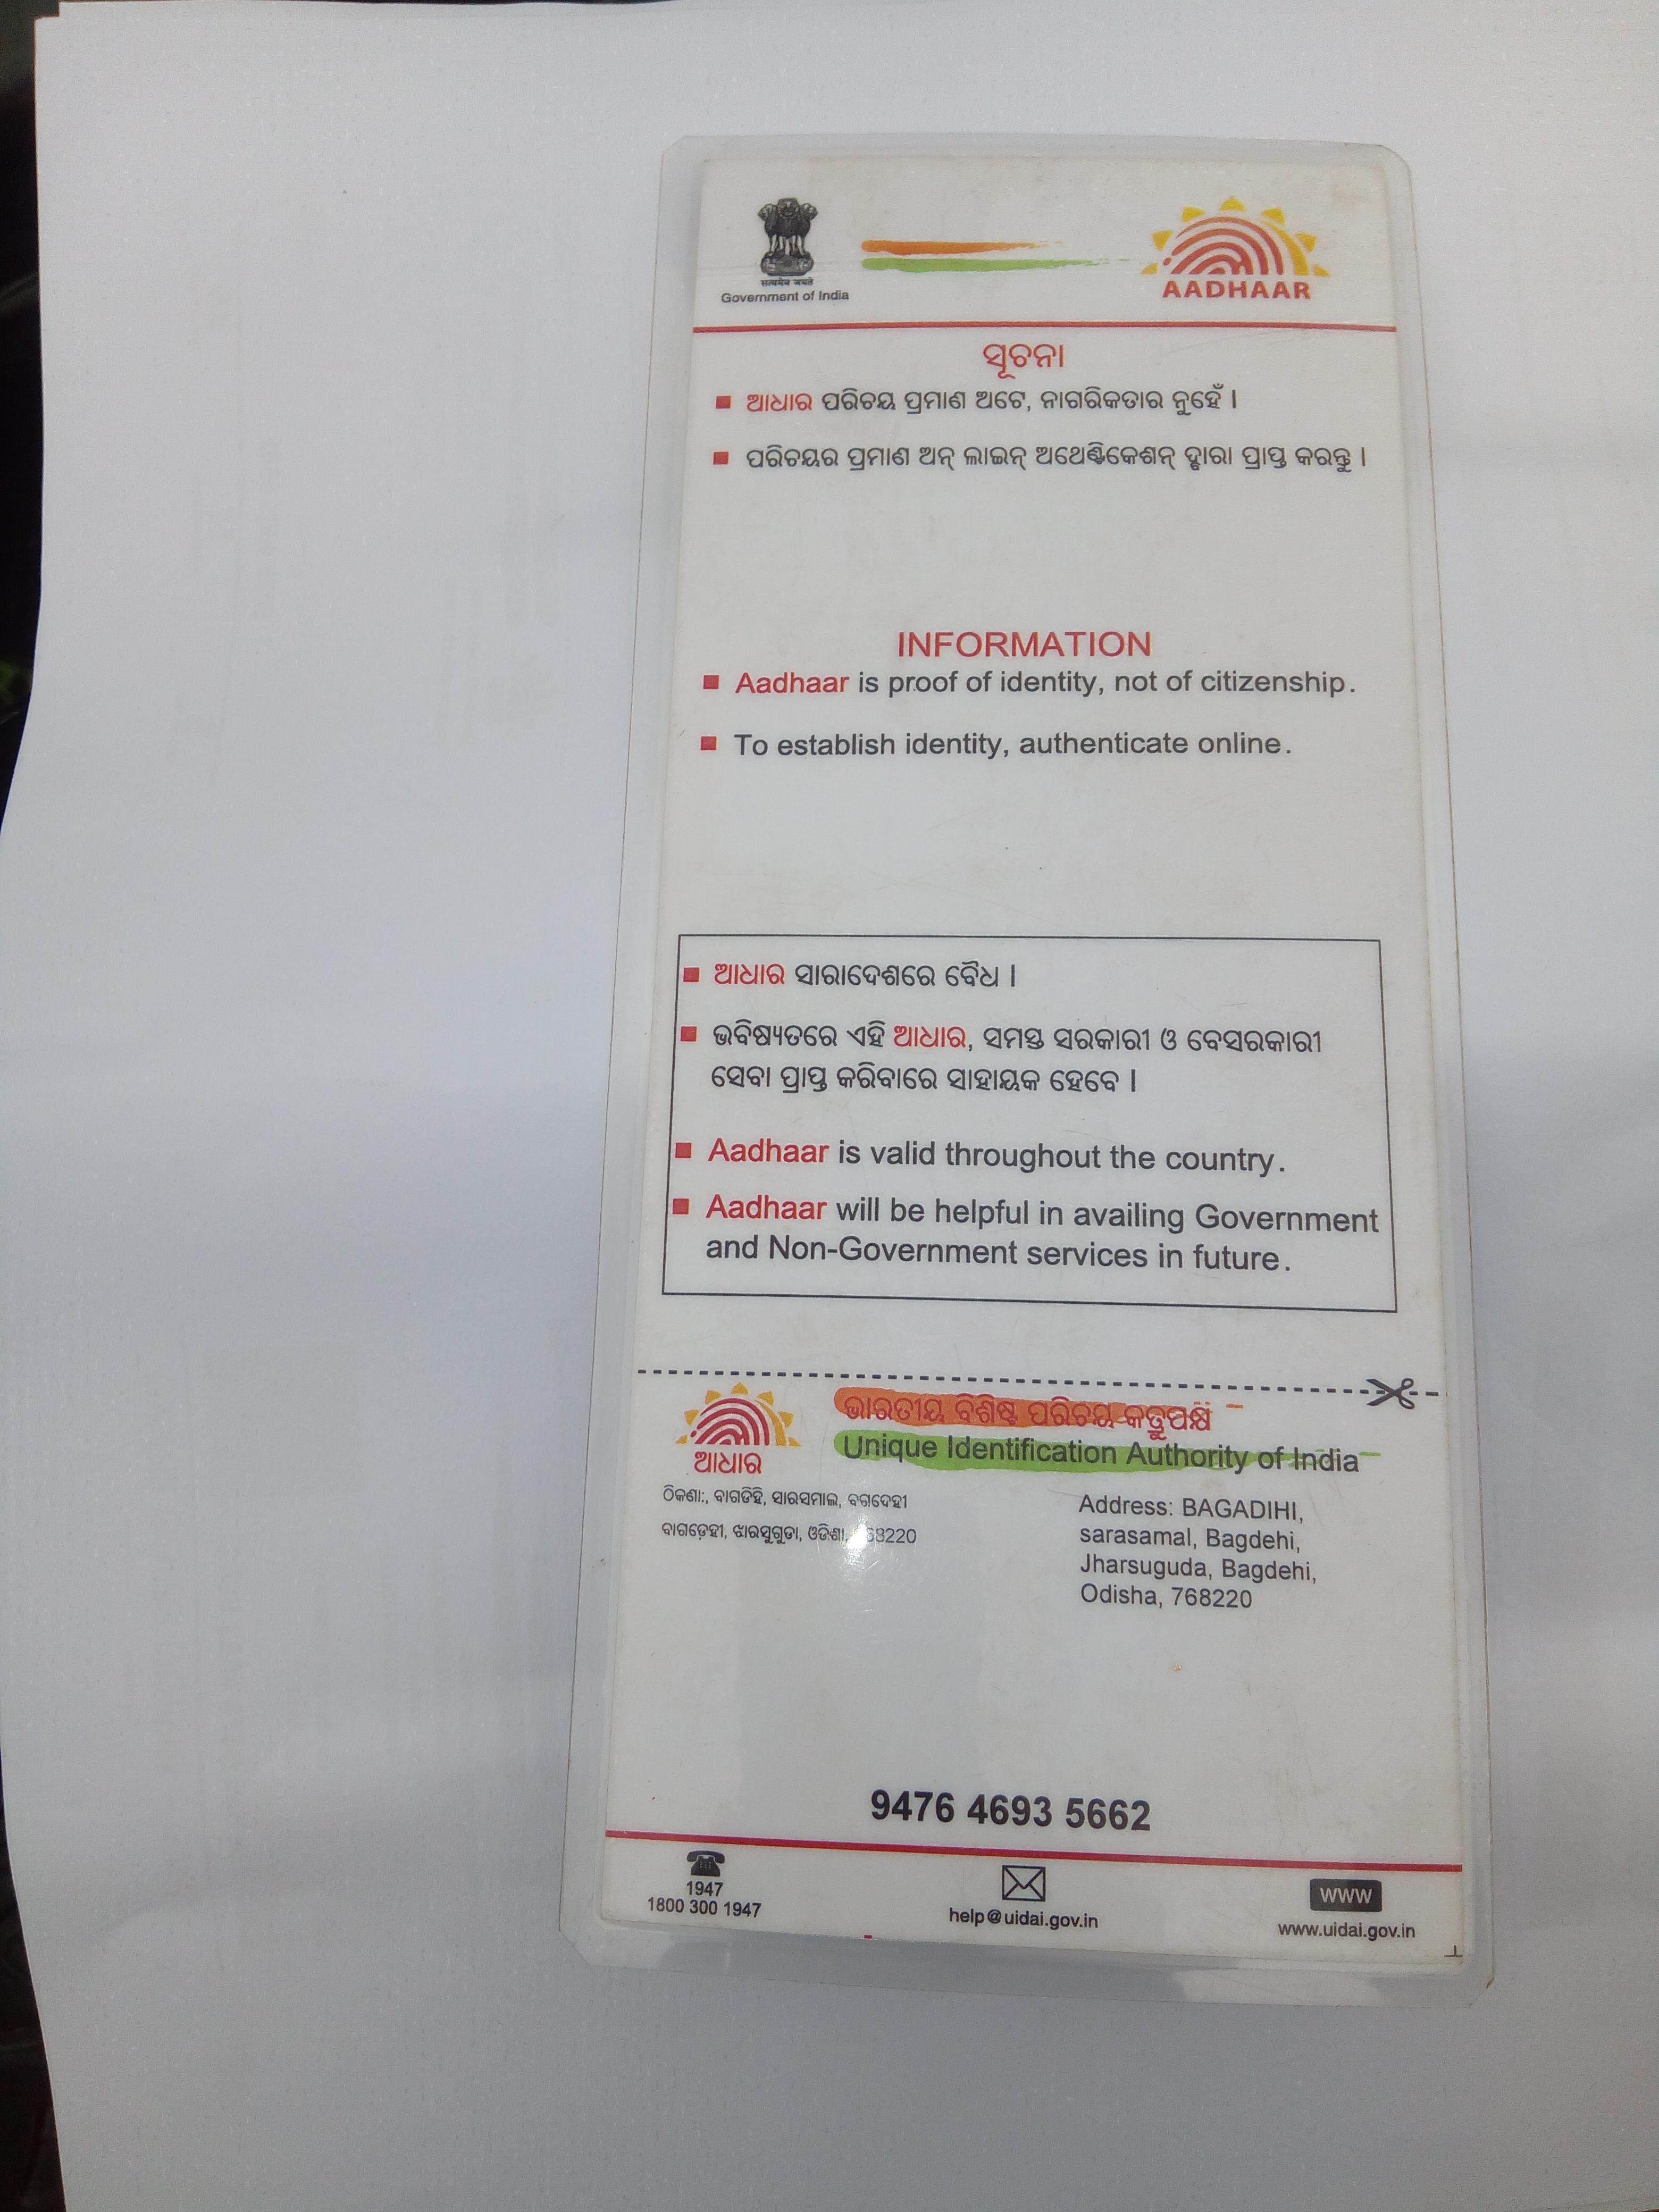 सत्यमेव जयते
Government of India
AADHAAR
ସୂଚନା
ଆଧାର ପରିଚୟ ପ୍ରମାଣ ଅଟେ, ନାଗରିକତାର ନୁହେଁ ।
ପରିଚୟର ପ୍ରମାଣ ଅନ୍ ଲାଇନ୍ ଅଥେଣ୍ଟିକେଶନ୍ ଦ୍ବାରା ପ୍ରାପ୍ତ କରନ୍ତୁ ।
INFORMATION
Aadhaar is proof of identity, not of citizenship.
To establish identity, authenticate online.
ଆଧାର ସାରାଦେଶରେ ବୈଧ ।
ଭବିଷ୍ୟତରେ ଏହି ଆଧାର, ସମସ୍ତ ସରକାରୀ ଓ ବେସରକାରୀ
ସେବା ପ୍ରାପ୍ତ କରିବାରେ ସାହାୟକ ହେବେ ।
Aadhaar is valid throughout the country.
Aadhaar will be helpful in availing Government
and Non-Government services in future.
ଭାରତୀୟ ବିଶିଷ୍ଟ ପରିଚୟ କର୍ତ୍ତୃପକ୍ଷ
Unique Identification Authority of India
ଆଧାର
ଠିକଣା:, ବାଗଡିହି, ସାରସମାଲ, ବଗଦେହୀ
ବାଗଡ଼େହୀ, ଝାରସୁଗୁଡା, ଓଡିଶା,
Address: BAGADIHI,
sarasamal, Bagdehi,
Jharsuguda, Bagdehi,
Odisha, 768220
9476 4693 5662
1947
1800 300 1947
help@uidai.gov.in
WWW
www.uidai.gov.in